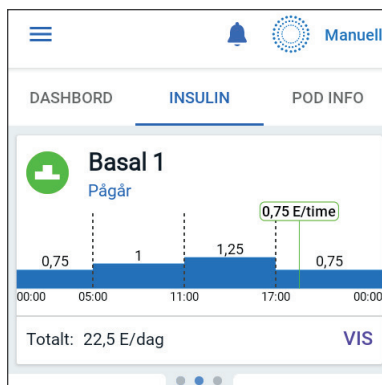 Manuell
DASHBORD INSULIN POD INFO
Basal 1
Pågår
0,75 E/time
0,75 1 1,25 0,75
00:00 05:00 11:00 17:00 00:00
Totalt: 22,5 E/dag VIS